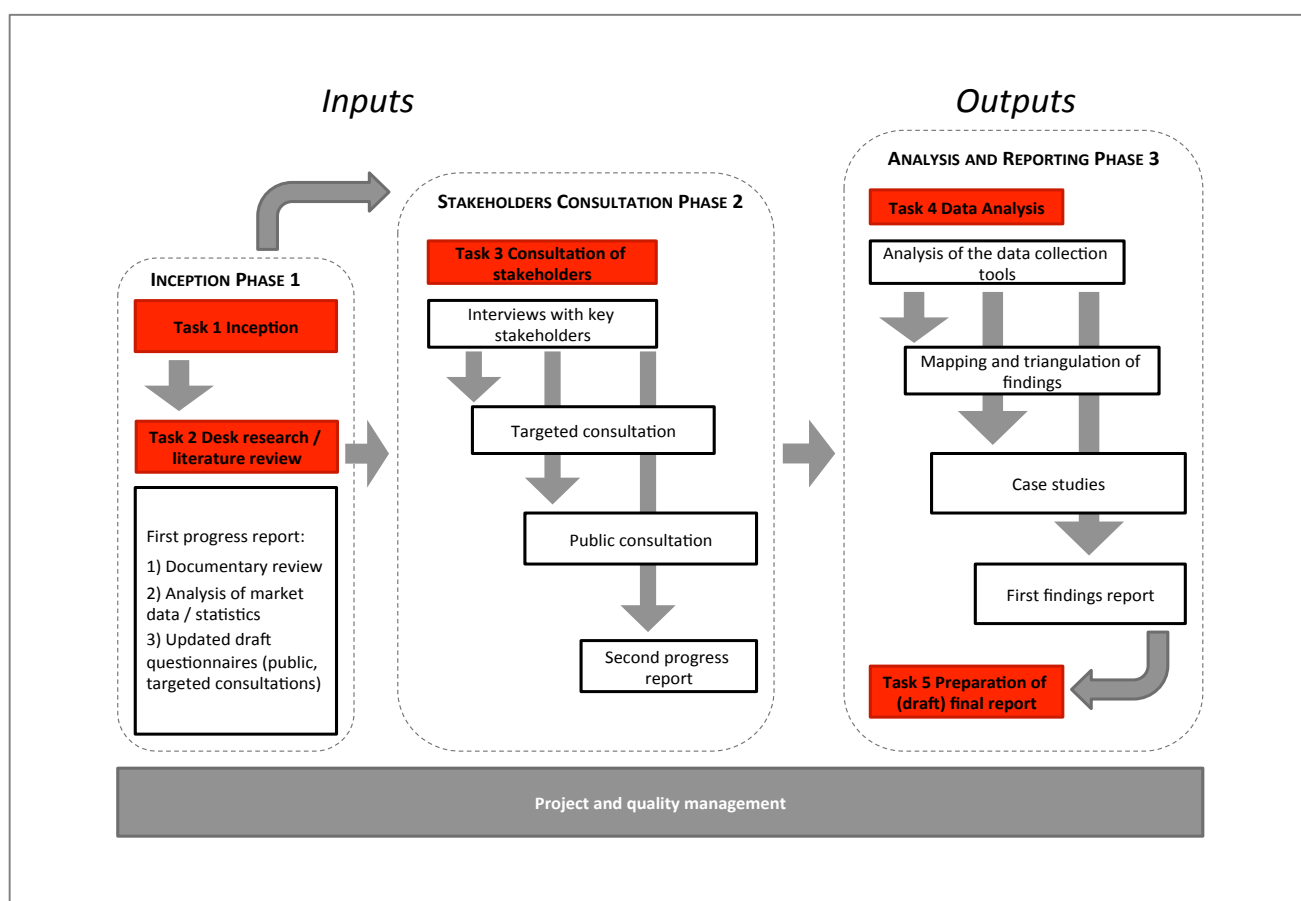 Inputs
Outputs
INCEPTION PHASE 1
Task 1 Inception
Task 2 Desk research /
literature review
First progress report:
1) Documentary review
2) Analysis of market
data / statistics
3) Updated draft
questionnaires (public,
targeted consultations)
STAKEHOLDERS CONSULTATION PHASE 2
Task 3 Consultation of
stakeholders
Interviews with key
stakeholders
Targeted consultation
Public consultation
Second progress
report
ANALYSIS AND REPORTING PHASE 3
Task 4 Data Analysis
Analysis of the data collection
tools
Mapping and triangulation of
findings
Case studies
First findings report
Task 5 Preparation of
(draft) final report
Project and quality management